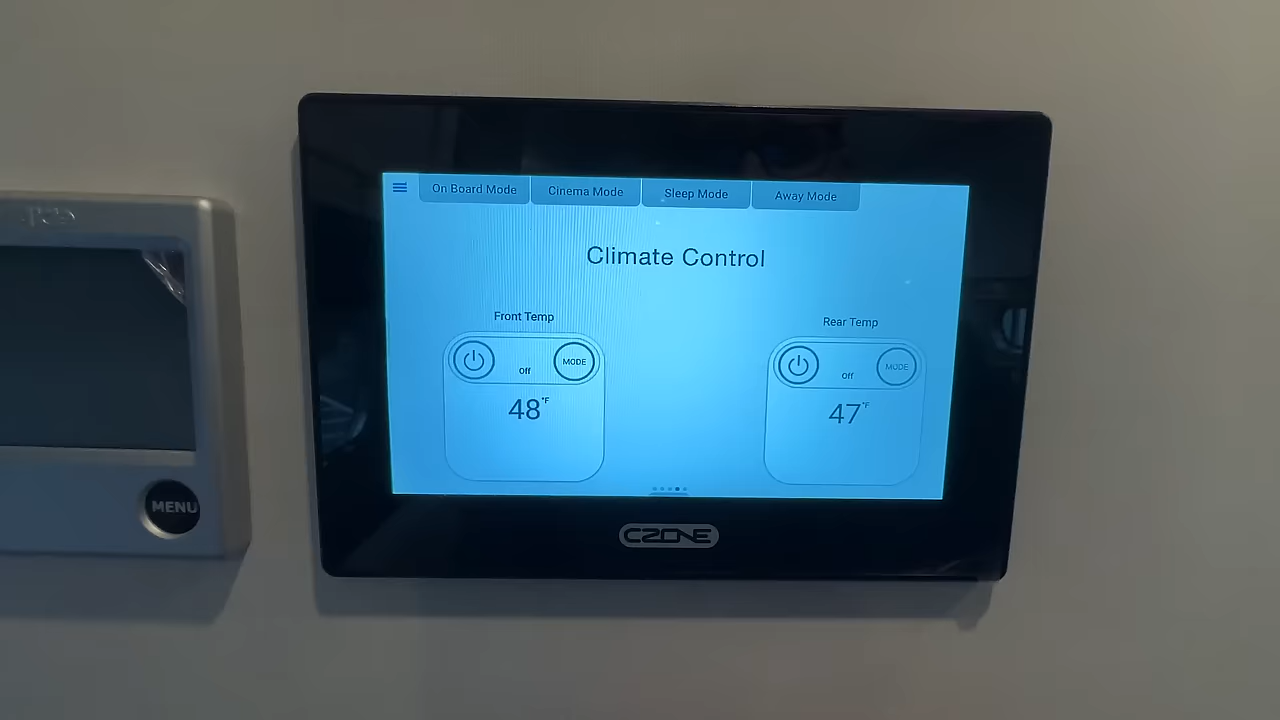 On Board Mode
Cinema Mode
Sleep Mode
Away Mode
Climate Control
Front Temp
Off
MODE
48°F
Rear Temp
Off
MODE
47°F
CZONE
MENU